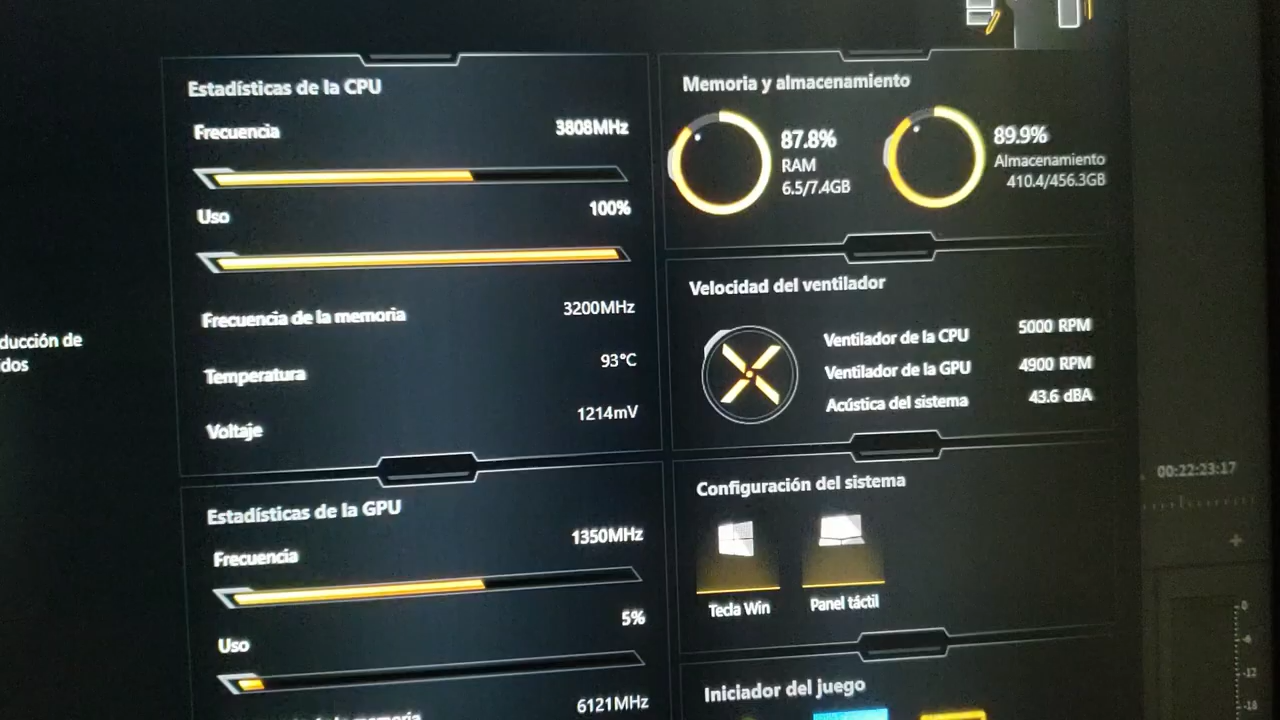 Estadísticas de la CPU
Frecuencia
3808MHz
Uso
100%
Frecuencia de la memoria
3200MHz
Temperatura
93°C
Voltaje
1214mV
Estadísticas de la GPU
Frecuencia
1350MHz
Uso
5%
6121MHz
Memoria y almacenamiento
87.8%
RAM
6.5/7.4GB
89.9%
Almacenamiento
410.4/456.3GB
Velocidad del ventilador
Ventilador de la CPU
5000 RPM
Ventilador de la GPU
4900 RPM
Acústica del sistema
43.6 dBA
Configuración del sistema
Tecla Win
Panel táctil
Iniciador del juego
ducción de
dos
00:22:23:17
-12
-18